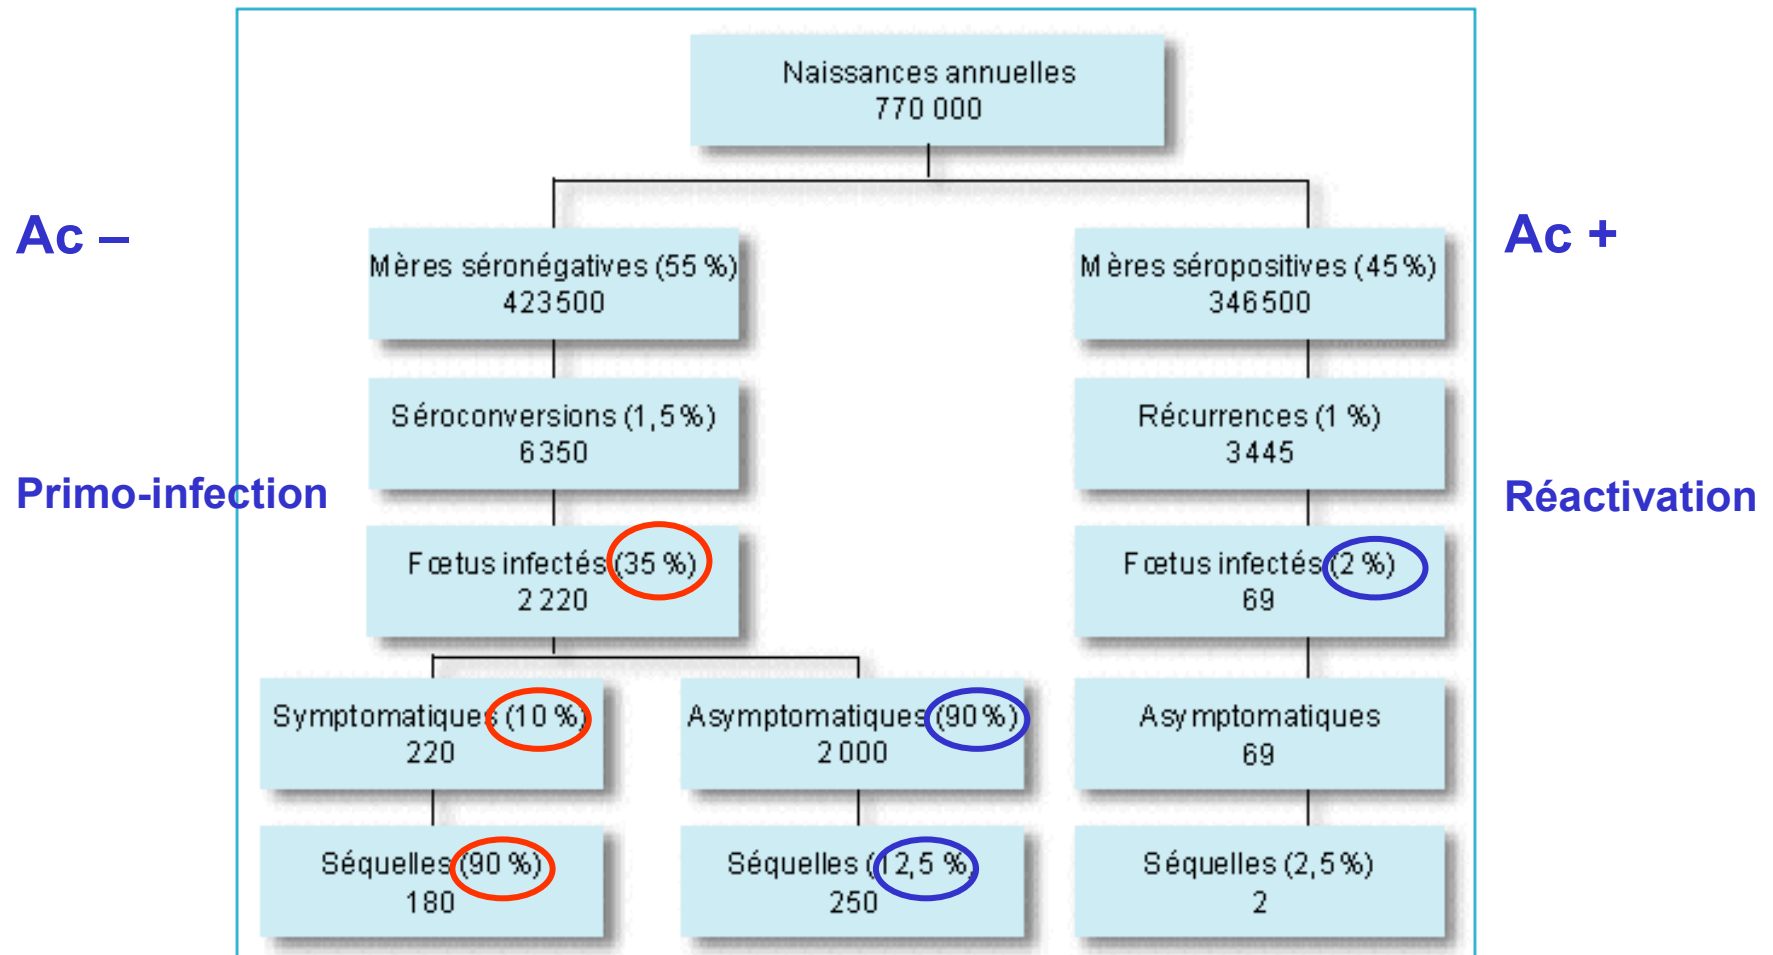 Naissances annuelles
770 000
Ac –
Ac +
Mères séronégatives (55 %)
423500
Mères séropositives (45 %)
346500
Séroconversions (1,5 %)
6350
Récurrences (1 %)
3445
Primo-infection
Réactivation
Fœtus infectés (35 %)
2 220
Fœtus infectés (2 %)
69
Symptomatiques (10 %)
220
Asymptomatiques (90 %)
2 000
Asymptomatiques
69
Séquelles (90 %)
180
Séquelles (12,5 %)
250
Séquelles (2,5 %)
2